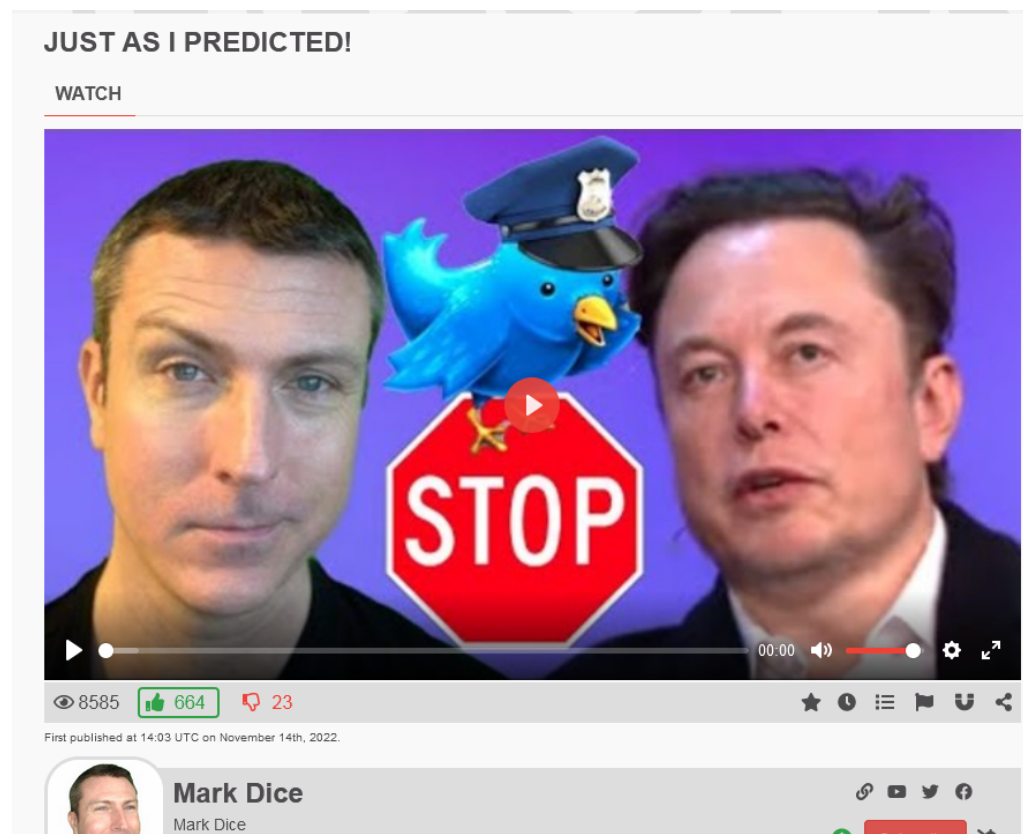 JUST AS I PREDICTED!
WATCH
STOP
00:00
8585 664 23
First published at 14:03 UTC on November 14th, 2022.
Mark Dice
Mark Dice